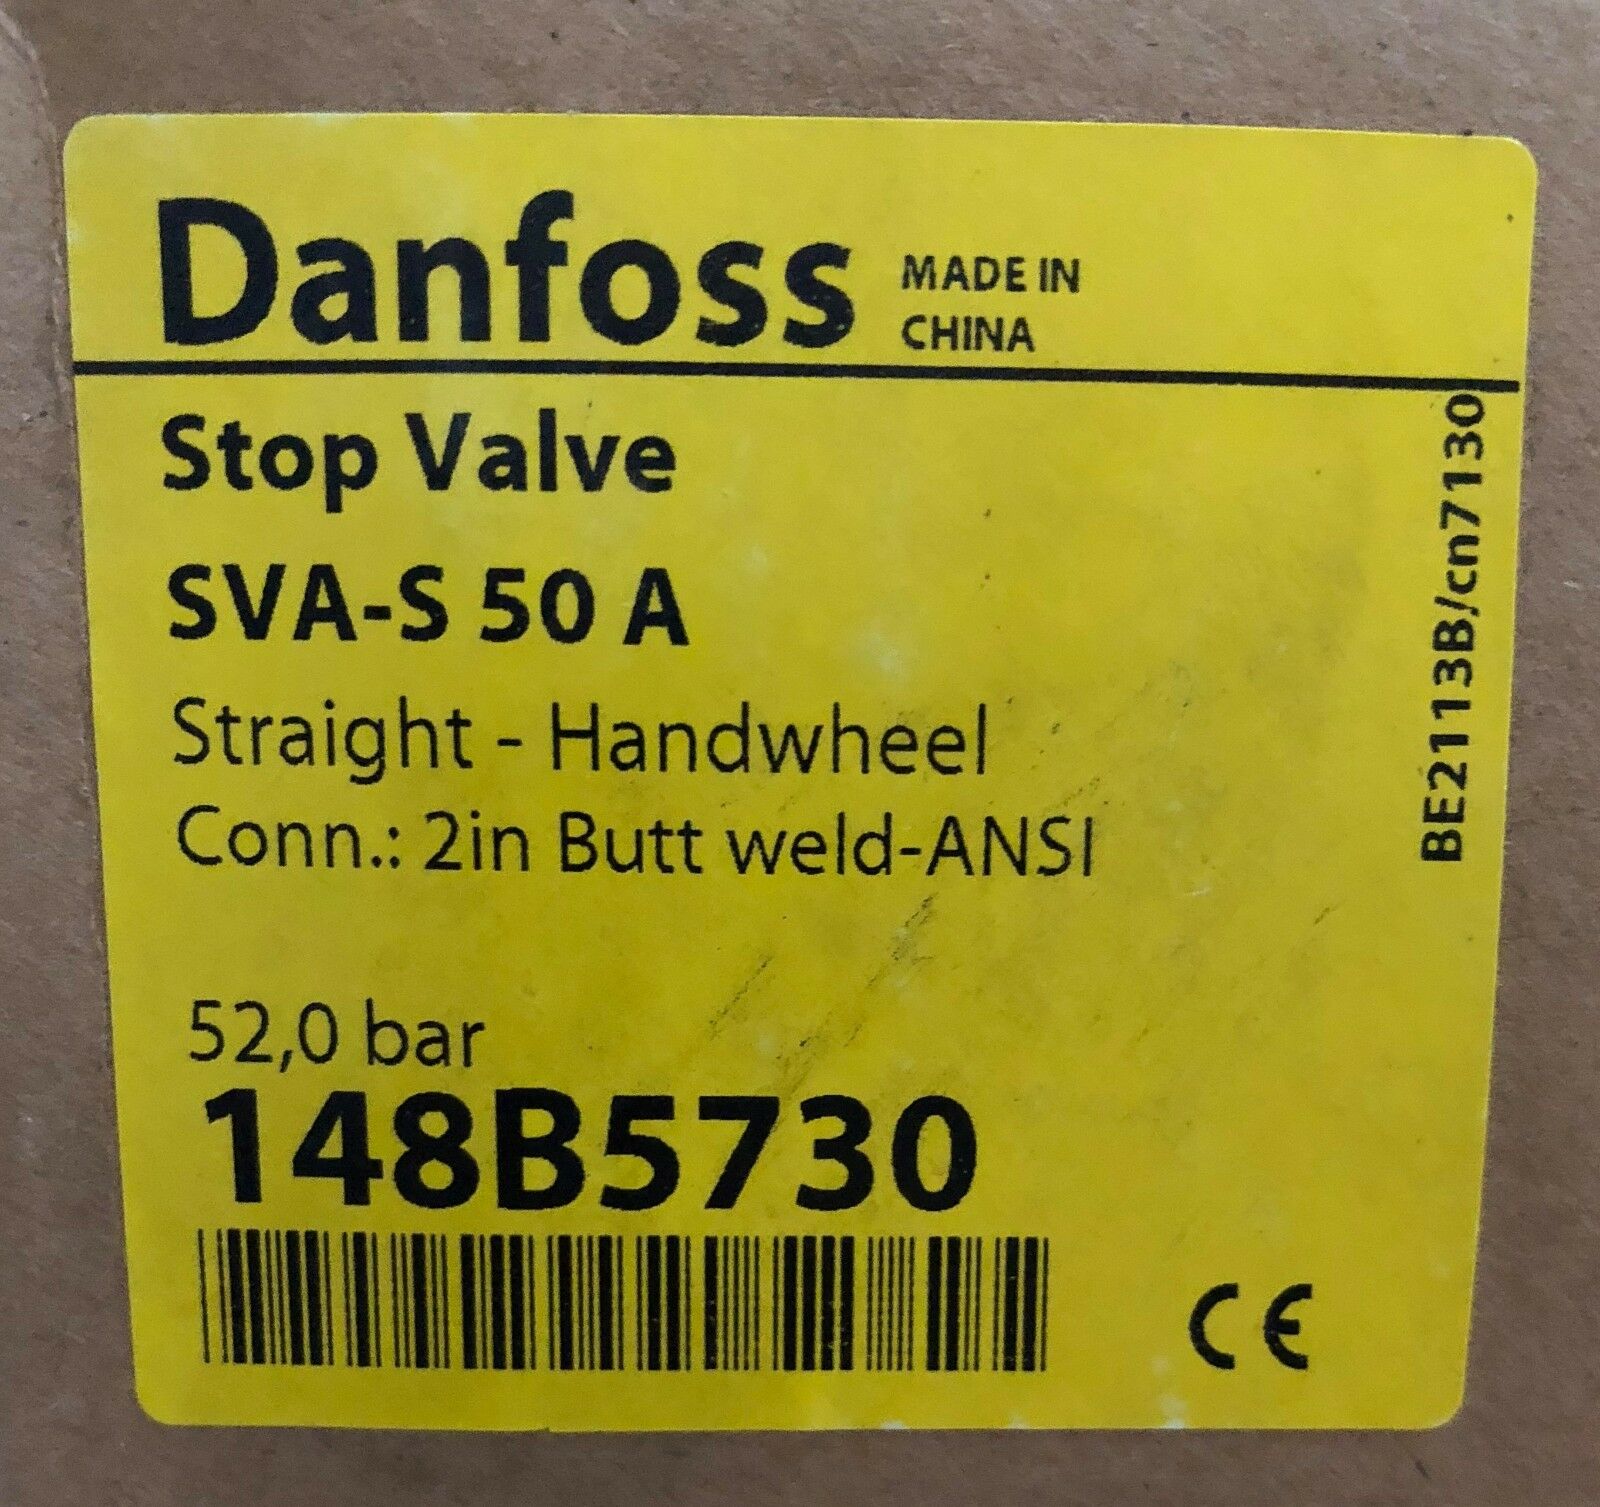 Danfoss
MADE IN
CHINA
Stop Valve
SVA-S 50 A
Straight - Handwheel
Conn.: 2in Butt weld-ANSI
52,0 bar
148B5730
CE
BE2113B/cn7130